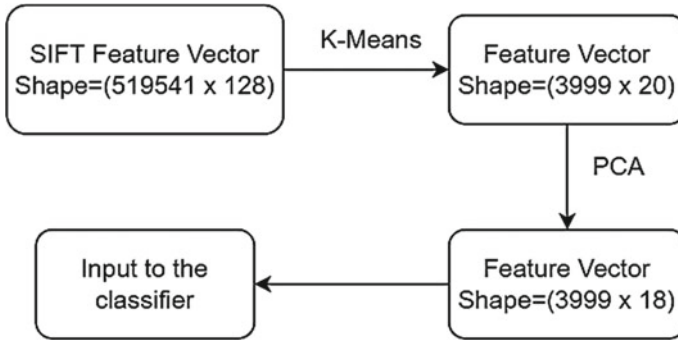 SIFT Feature Vector
Shape=(519541 x 128)
K-Means
Feature Vector
Shape=(3999 x 20)
PCA
Feature Vector
Shape=(3999 x 18)
Input to the
classifier